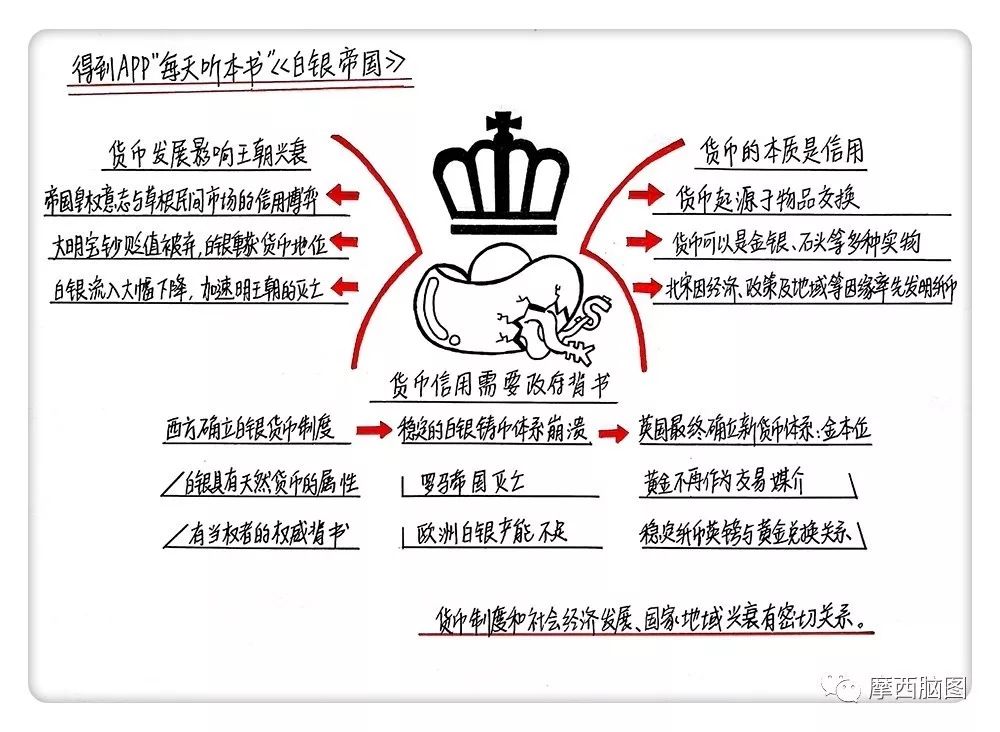 得到APP“每天听本书”《白银帝国》
货币发展影响王朝兴衰
帝国皇权意志与草根民间市场的信用博弈
大明宝钞贬值被弃，白银重获货币地位
白银流入大幅下降，加速明王朝的灭亡
货币的本质是信用
货币起源于物品交换
货币可以是金银、石头等多种实物
北宋因经济、政策及地域等因缘率先发明纸币
货币信用需要政府背书
西方确立白银货币制度
稳定的白银铸币体系崩溃
英国最终确立新货币体系：金本位
白银具有天然货币的属性
罗马帝国灭亡
黄金不再作为交易媒介
有当权者的权威背书
欧洲白银产能不足
稳定纸币英镑与黄金兑换关系
货币制度和社会经济发展、国家地域兴衰有密切关系。
摩西脑图